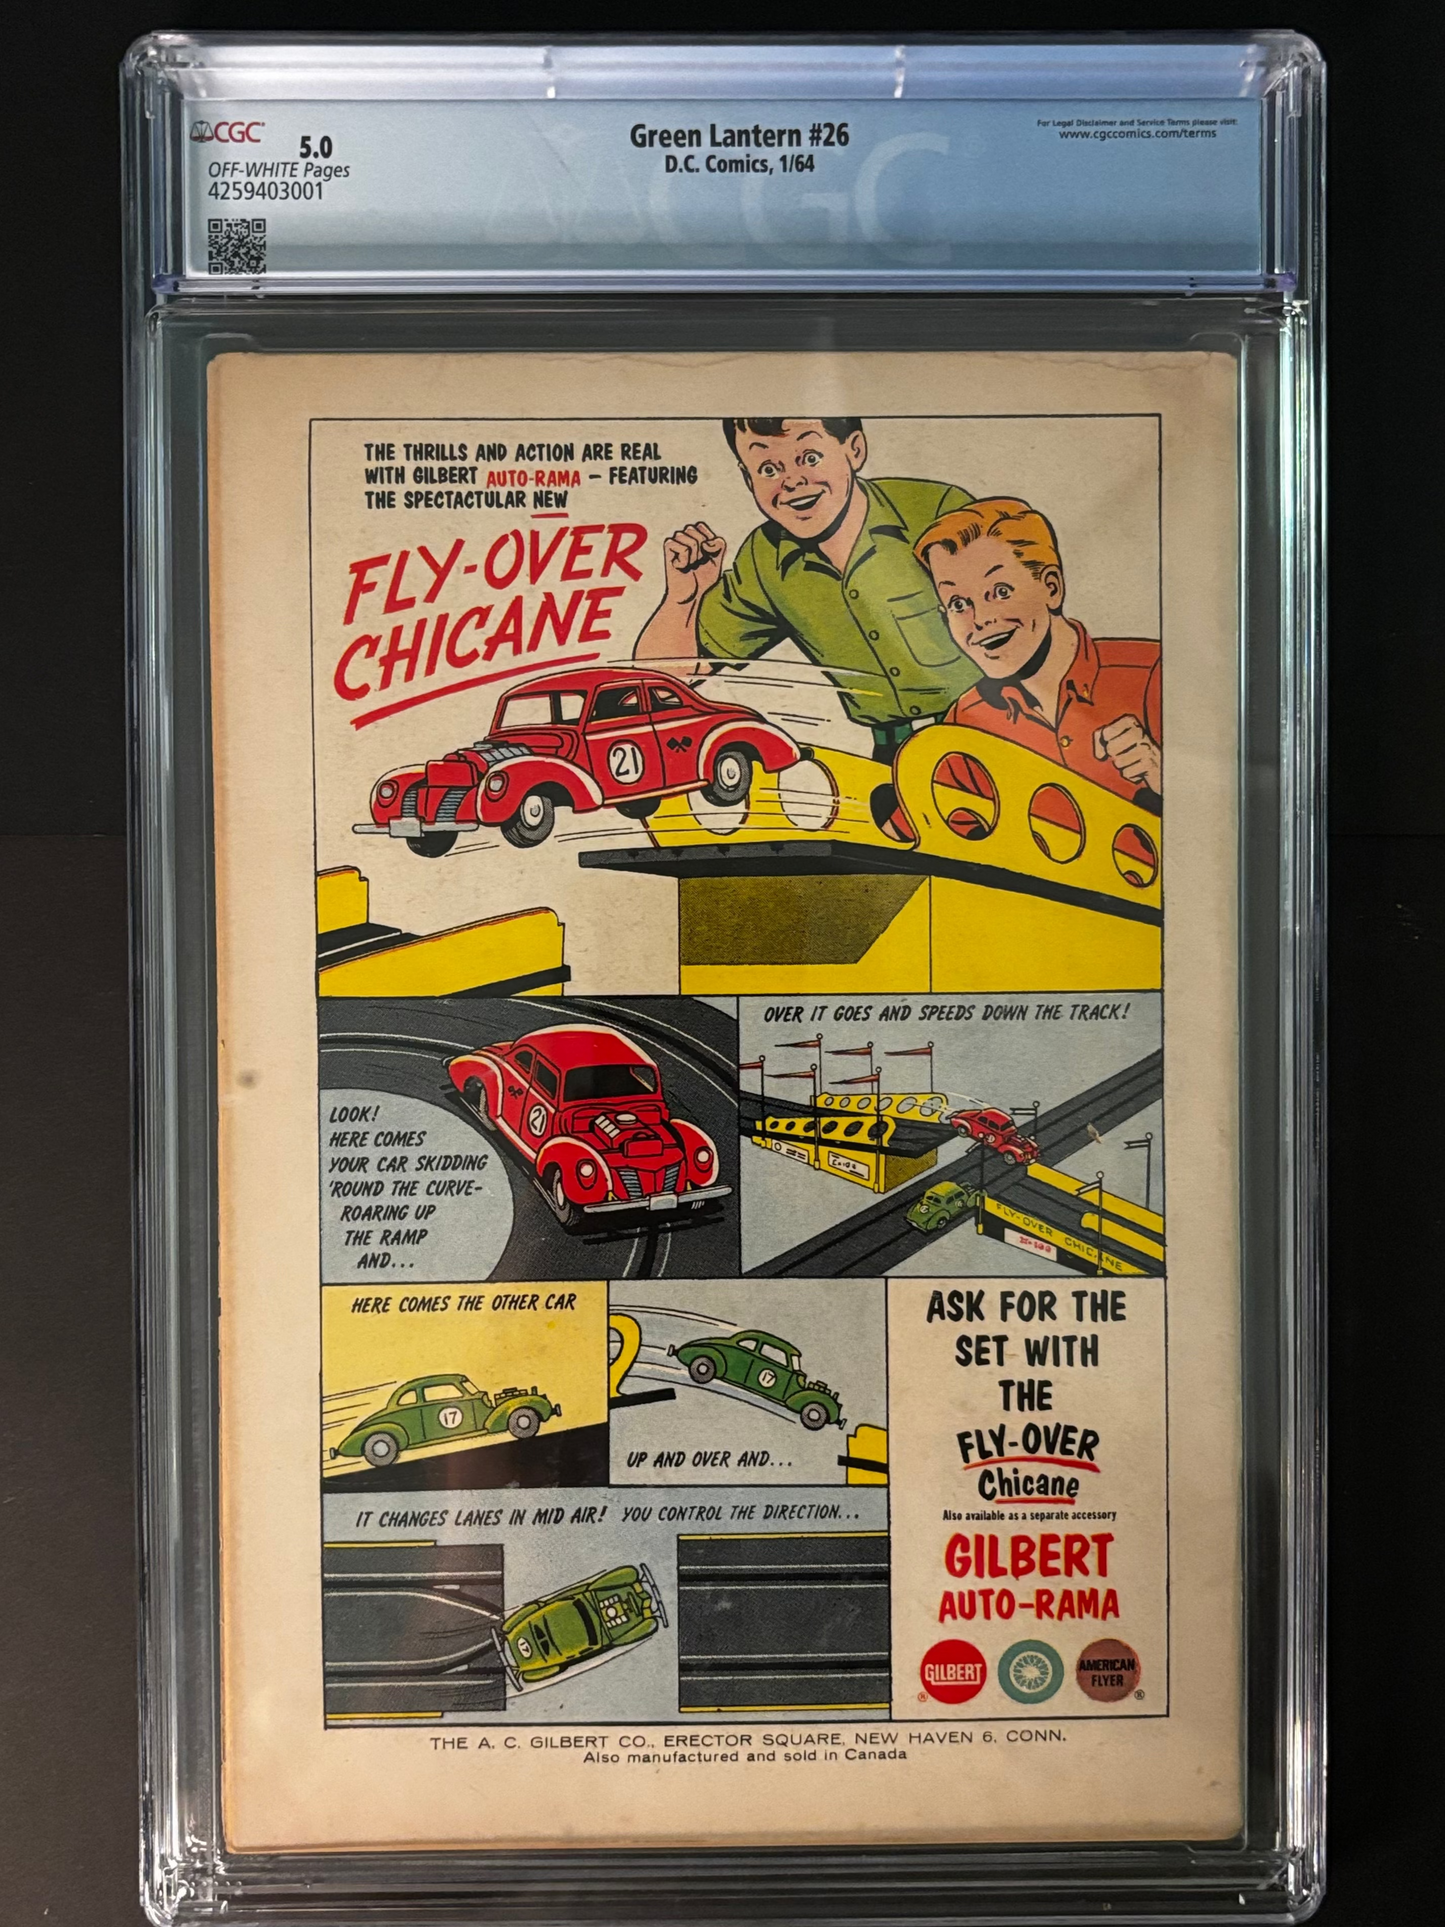 CGC
5.0
OFF-WHITE Pages
4259403001
Green Lantern #26
D.C. Comics, 1/64
For Legal Disclaimer and Service Terms please visit:
www.cgccomics.com/terms
CGC
THE THRILLS AND ACTION ARE REAL
WITH GILBERT AUTO-RAMA – FEATURING
THE SPECTACTULAR NEW
FLY-OVER
CHICANE
21
LOOK!
HERE COMES
YOUR CAR SKIDDING
'ROUND THE CURVE-
ROARING UP
THE RAMP
AND...
21
OVER IT GOES AND SPEEDS DOWN THE TRACK!
FLY-OVER CHICANE
HERE COMES THE OTHER CAR
17
17
UP AND OVER AND...
IT CHANGES LANES IN MID AIR! YOU CONTROL THE DIRECTION...
17
ASK FOR THE
SET WITH
THE
FLY-OVER
Chicane
Also available as a separate accessory
GILBERT
AUTO-RAMA
GILBERT
®
AMERICAN
FLYER
®
THE A. C. GILBERT CO., ERECTOR SQUARE, NEW HAVEN 6, CONN.
Also manufactured and sold in Canada